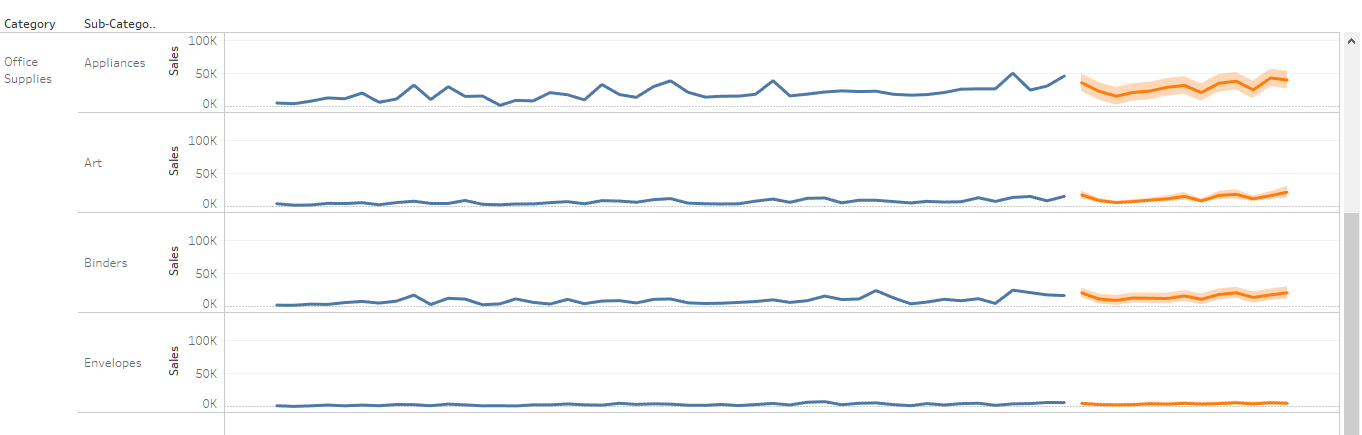 Category Sub-Catego..
Office
Supplies
Appliances
Sales
100K
50K
0K
Art
Sales
100K
50K
0K
Binders
Sales
100K
50K
0K
Envelopes
Sales
100K
50K
0K